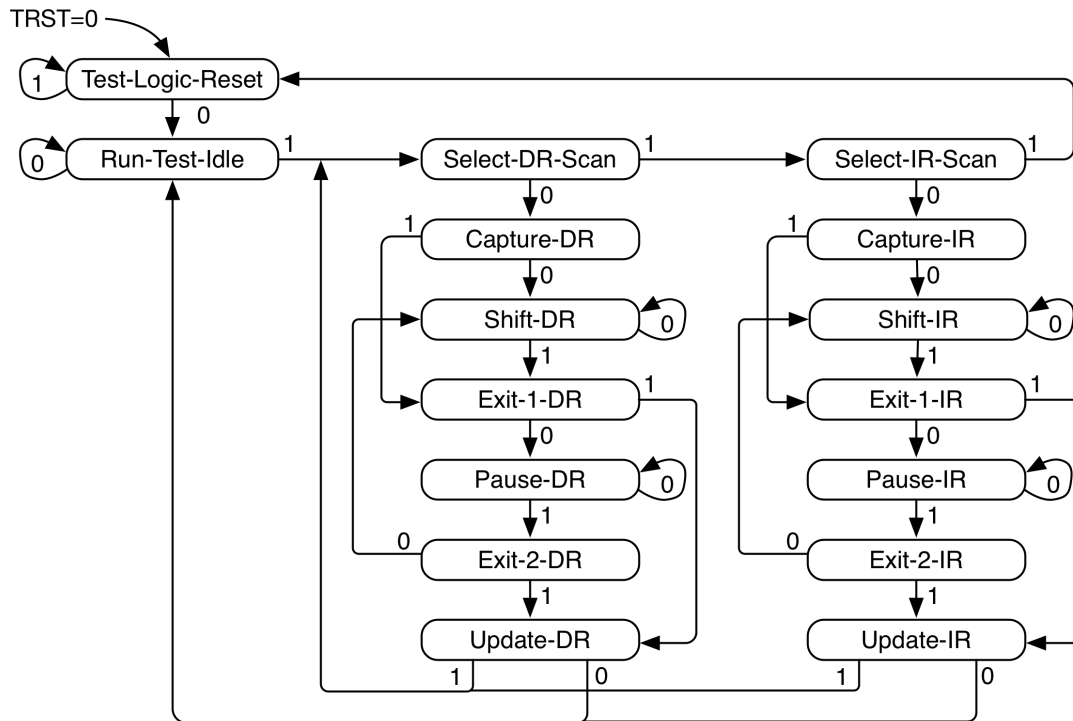 TRST=0
1 Test-Logic-Reset
0
0 Run-Test-Idle 1 Select-DR-Scan 1 Select-IR-Scan 1
0 0
1 Capture-DR 1 Capture-IR
0 0
Shift-DR 0 Shift-IR 0
1 1
Exit-1-DR 1 Exit-1-IR 1
0 0
Pause-DR 0 Pause-IR 0
1 1
0 Exit-2-DR 0 Exit-2-IR
1 1
Update-DR Update-IR
1 0 1 0